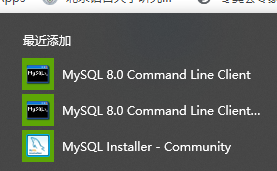 最近添加
MySQL 8.0 Command Line Client
MySQL 8.0 Command Line Client...
MySQL Installer - Community